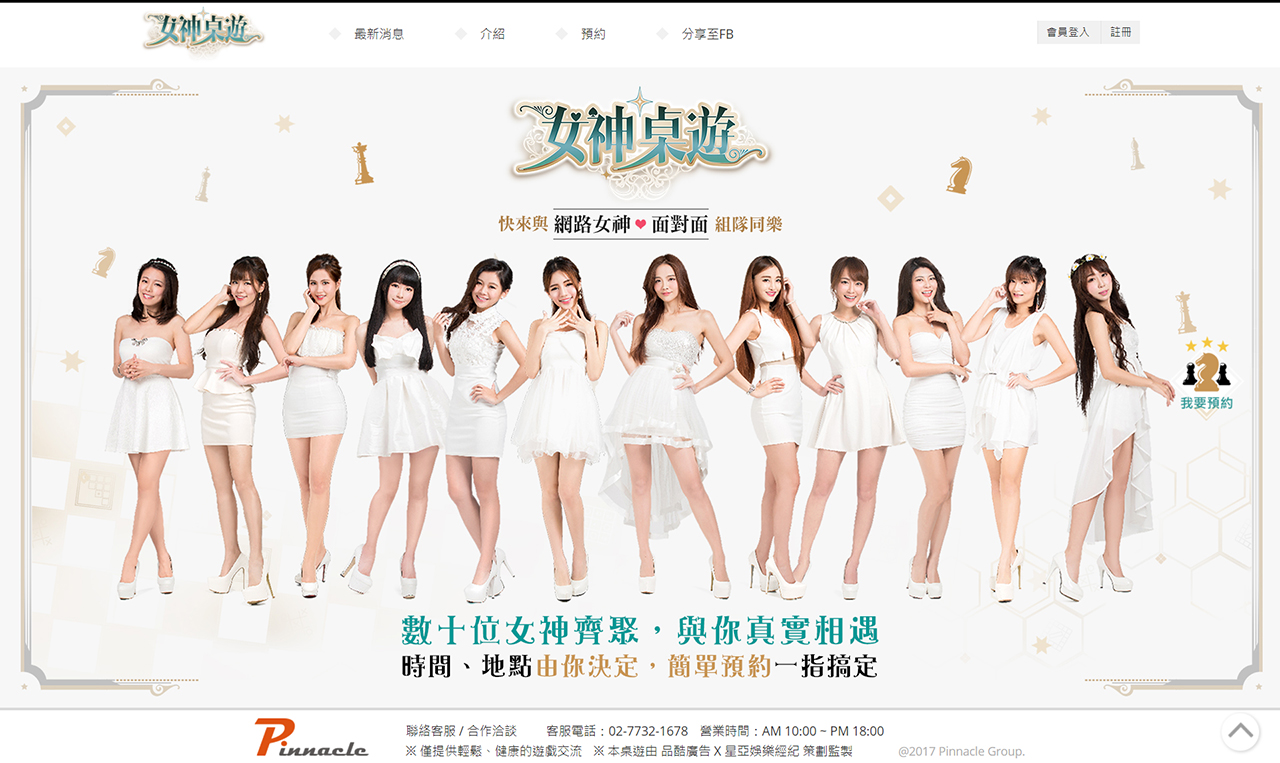 女神桌遊
最新消息
介紹
預約
分享至FB
會員登入
註冊
女神桌遊
快來與 網路女神❤面對面 組隊同樂
我要預約
數十位女神齊聚，與你真實相遇
時間、地點由你決定，簡單預約一指搞定
Pinnacle
聯絡客服 / 合作洽談 客服電話：02-7732-1678 營業時間：AM 10:00 ~ PM 18:00
※ 僅提供輕鬆、健康的遊戲交流 ※ 本桌遊由 品酷廣告 X 星亞娛樂經紀 策劃監製
@2017 Pinnacle Group.